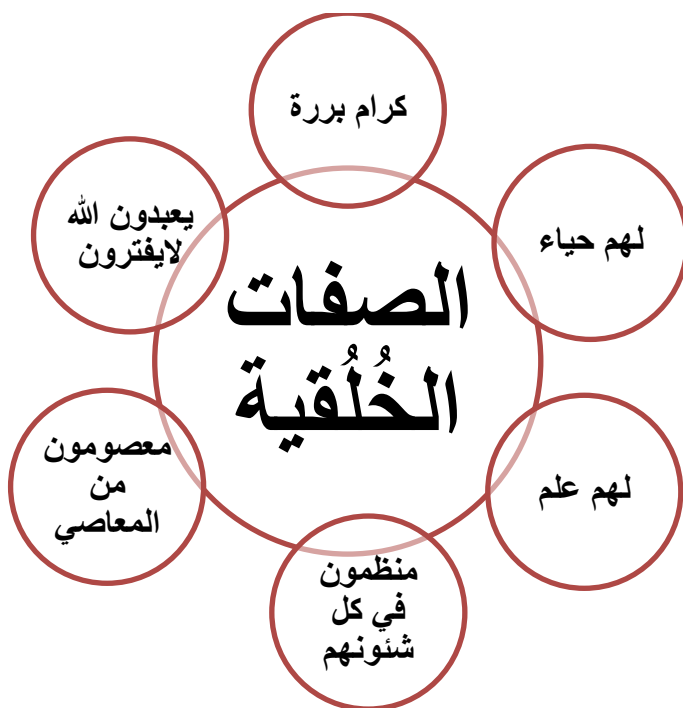 كرام بررة
لهم حياء
لهم علم
منظمون
في كل
شئونهم
معصومون
من
المعاصي
يعبدون الله
لايفترون
الصفات
الخُلُقية